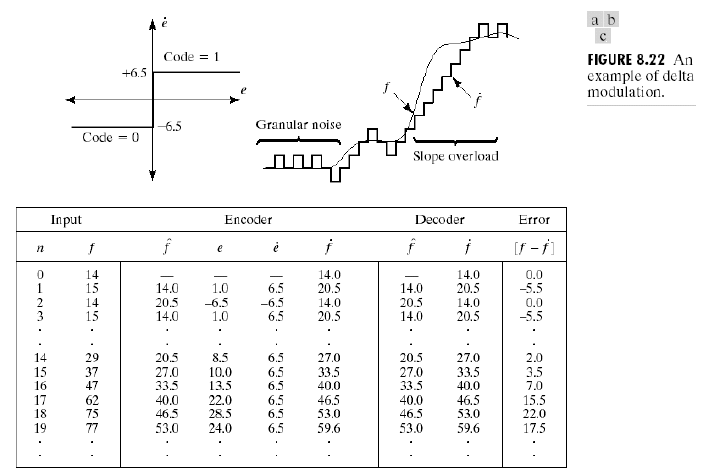 ė
Code = 1
+6.5
e
−6.5
Code = 0
f
ḟ
Granular noise
Slope overload
a b
c
FIGURE 8.22 An
example of delta
modulation.
Input Encoder Decoder Error
n f f̂ e ė ḟ f̂ ḟ [f − ḟ]
0 14 — — — 14.0 — 14.0 0.0
1 15 14.0 1.0 6.5 20.5 14.0 20.5 −5.5
2 14 20.5 −6.5 −6.5 14.0 20.5 14.0 0.0
3 15 14.0 1.0 6.5 20.5 14.0 20.5 −5.5
. . . . . . . . .
. . . . . . . . .
14 29 20.5 8.5 6.5 27.0 20.5 27.0 2.0
15 37 27.0 10.0 6.5 33.5 27.0 33.5 3.5
16 47 33.5 13.5 6.5 40.0 33.5 40.0 7.0
17 62 40.0 22.0 6.5 46.5 40.0 46.5 15.5
18 75 46.5 28.5 6.5 53.0 46.5 53.0 22.0
19 77 53.0 24.0 6.5 59.6 53.0 59.6 17.5
. . . . . . . . .
. . . . . . . . .